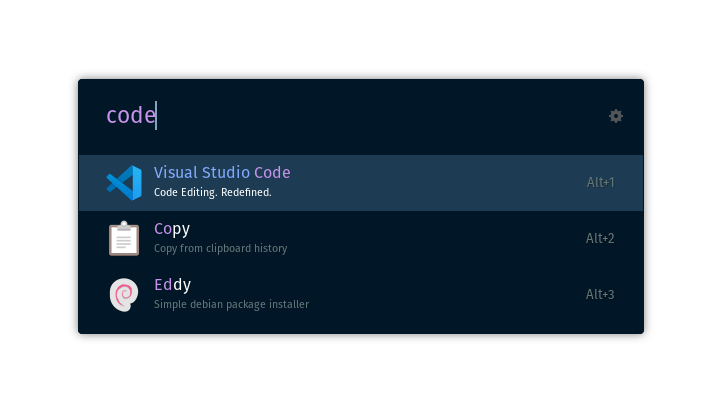 code
Visual Studio Code
Code Editing. Redefined.
Alt+1
Copy
Copy from clipboard history
Alt+2
Eddy
Simple debian package installer
Alt+3